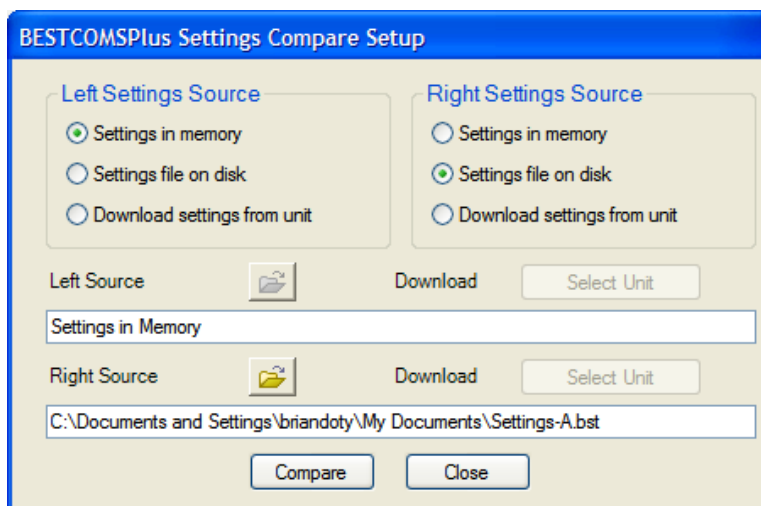 BESTCOMSPlus Settings Compare Setup
Left Settings Source
Settings in memory
Settings file on disk
Download settings from unit
Right Settings Source
Settings in memory
Settings file on disk
Download settings from unit
Left Source Download Select Unit
Settings in Memory
Right Source Download Select Unit
C:\Documents and Settings\briandoty\My Documents\Settings-A.bst
Compare Close